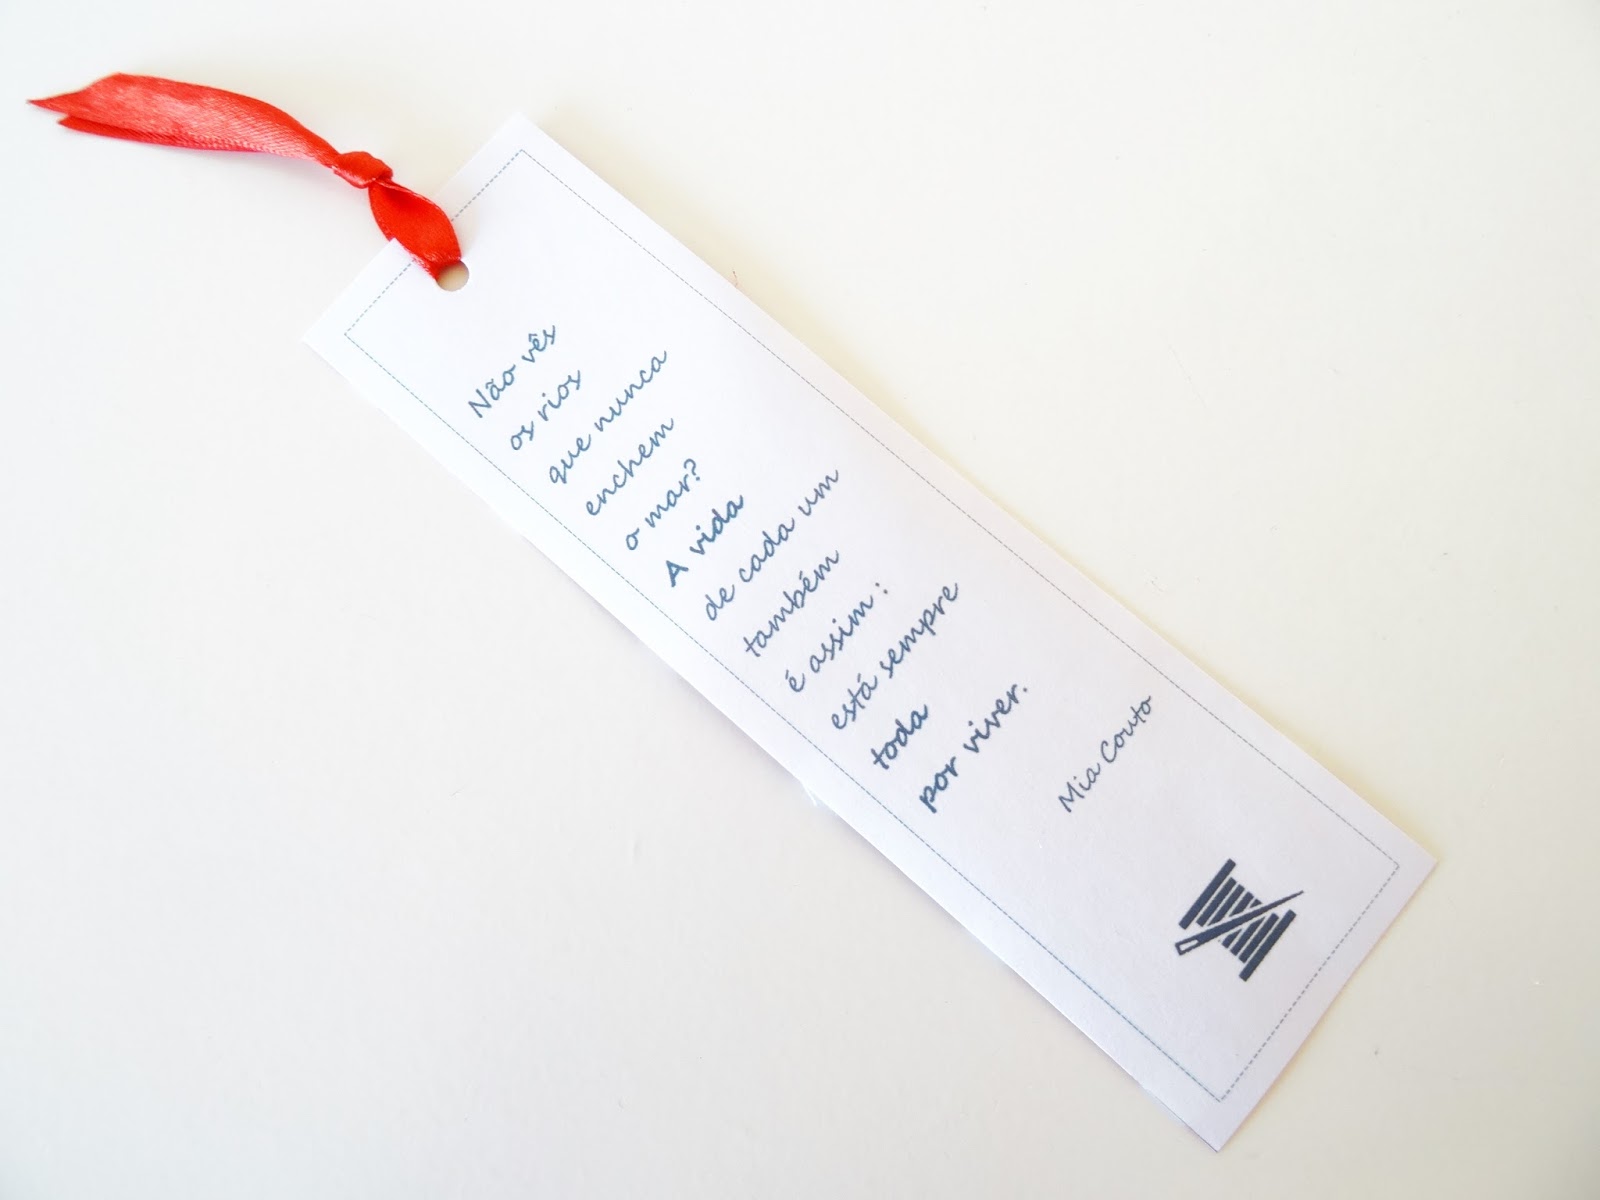 Não vês
os rios
que nunca
enchem
o mar?
A vida
de cada um
também
é assim :
está sempre
toda
por viver.
Mia Couto